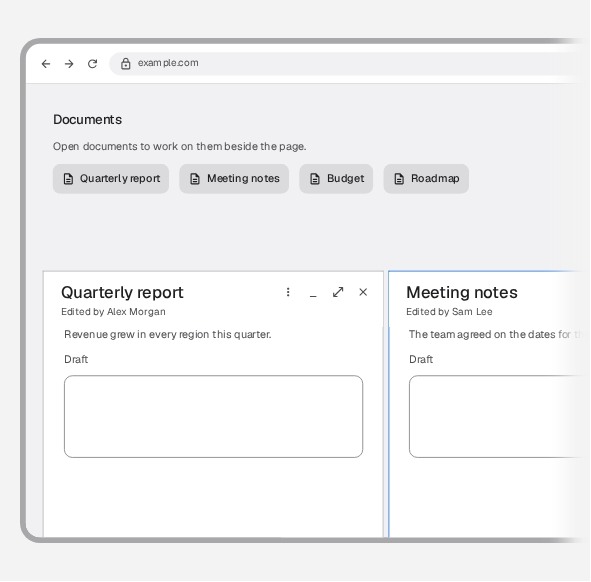 example.com
Documents
Open documents to work on them beside the page.
Quarterly report Meeting notes Budget Roadmap
Quarterly report
Edited by Alex Morgan
Revenue grew in every region this quarter.
Draft
Meeting notes
Edited by Sam Lee
The team agreed on the dates for
Draft